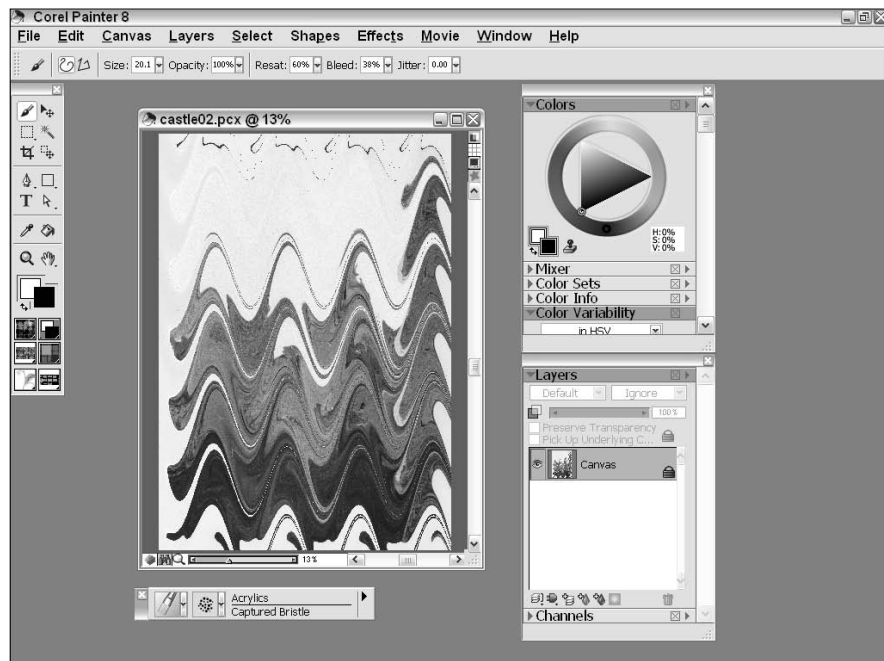 Corel Painter 8
File Edit Canvas Layers Select Shapes Effects Movie Window Help
Size: 20.1 Opacity: 100% Resat: 60% Bleed: 38% Jitter: 0.00
castle02.pcx @ 13%
T
13%
Acrylics
Captured Bristle
Colors
H: 0%
S: 0%
V: 0%
Mixer
Color Sets
Color Info
Color Variability
in HSV
Layers
Default Ignore
100%
Preserve Transparency
Pick Up Underlying C...
Canvas
Channels